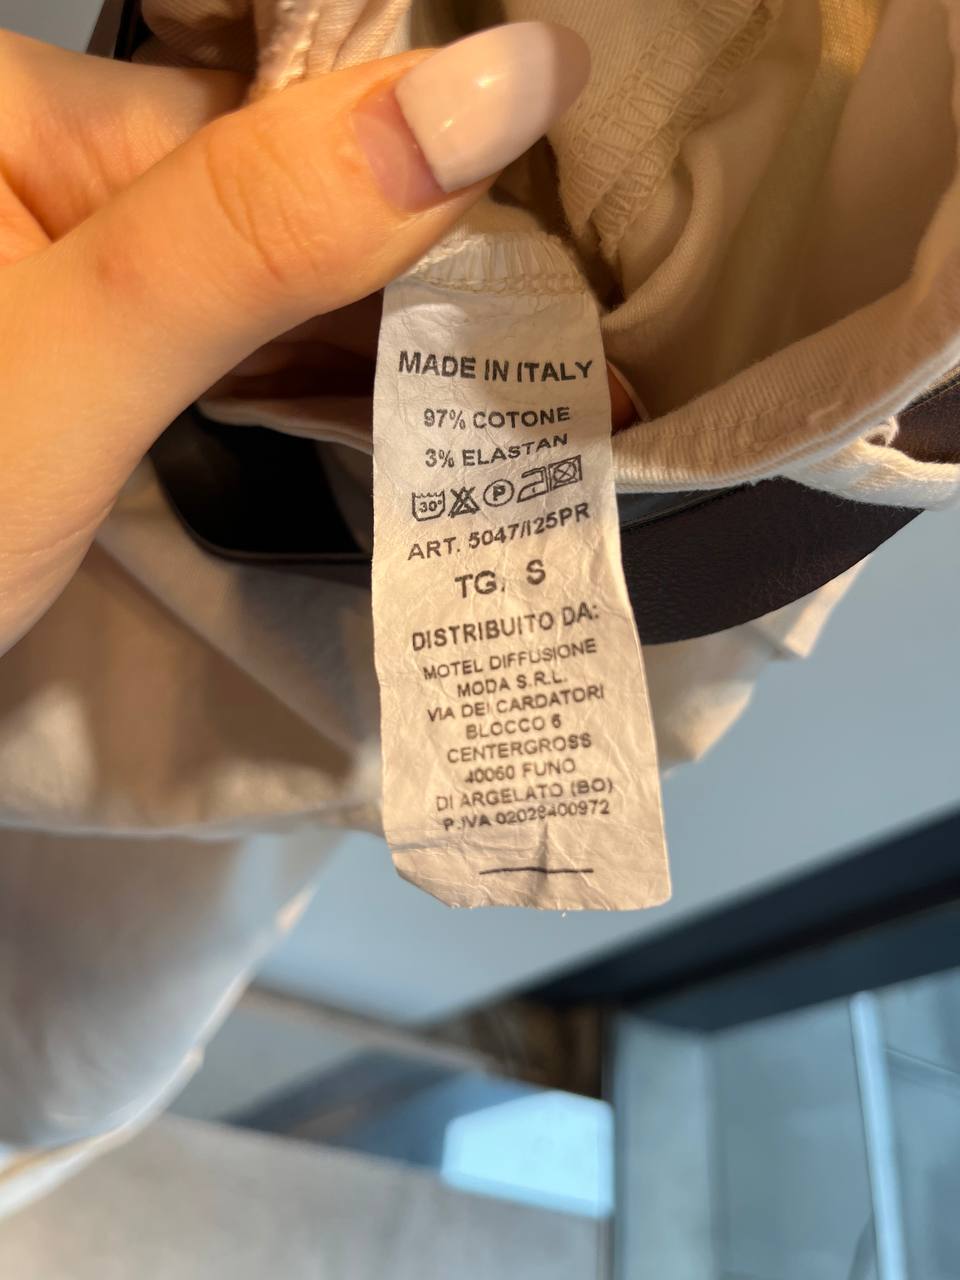 MADE IN ITALY
97% COTONE
3% ELASTAN
30° P
ART. 5047/I25PR
TG. S
DISTRIBUITO DA:
MOTEL DIFFUSIONE
MODA S.R.L.
VIA DEI CARDATORI
BLOCCO 6
CENTERGROSS
40060 FUNO
DI ARGELATO (BO)
P.IVA 02028400972